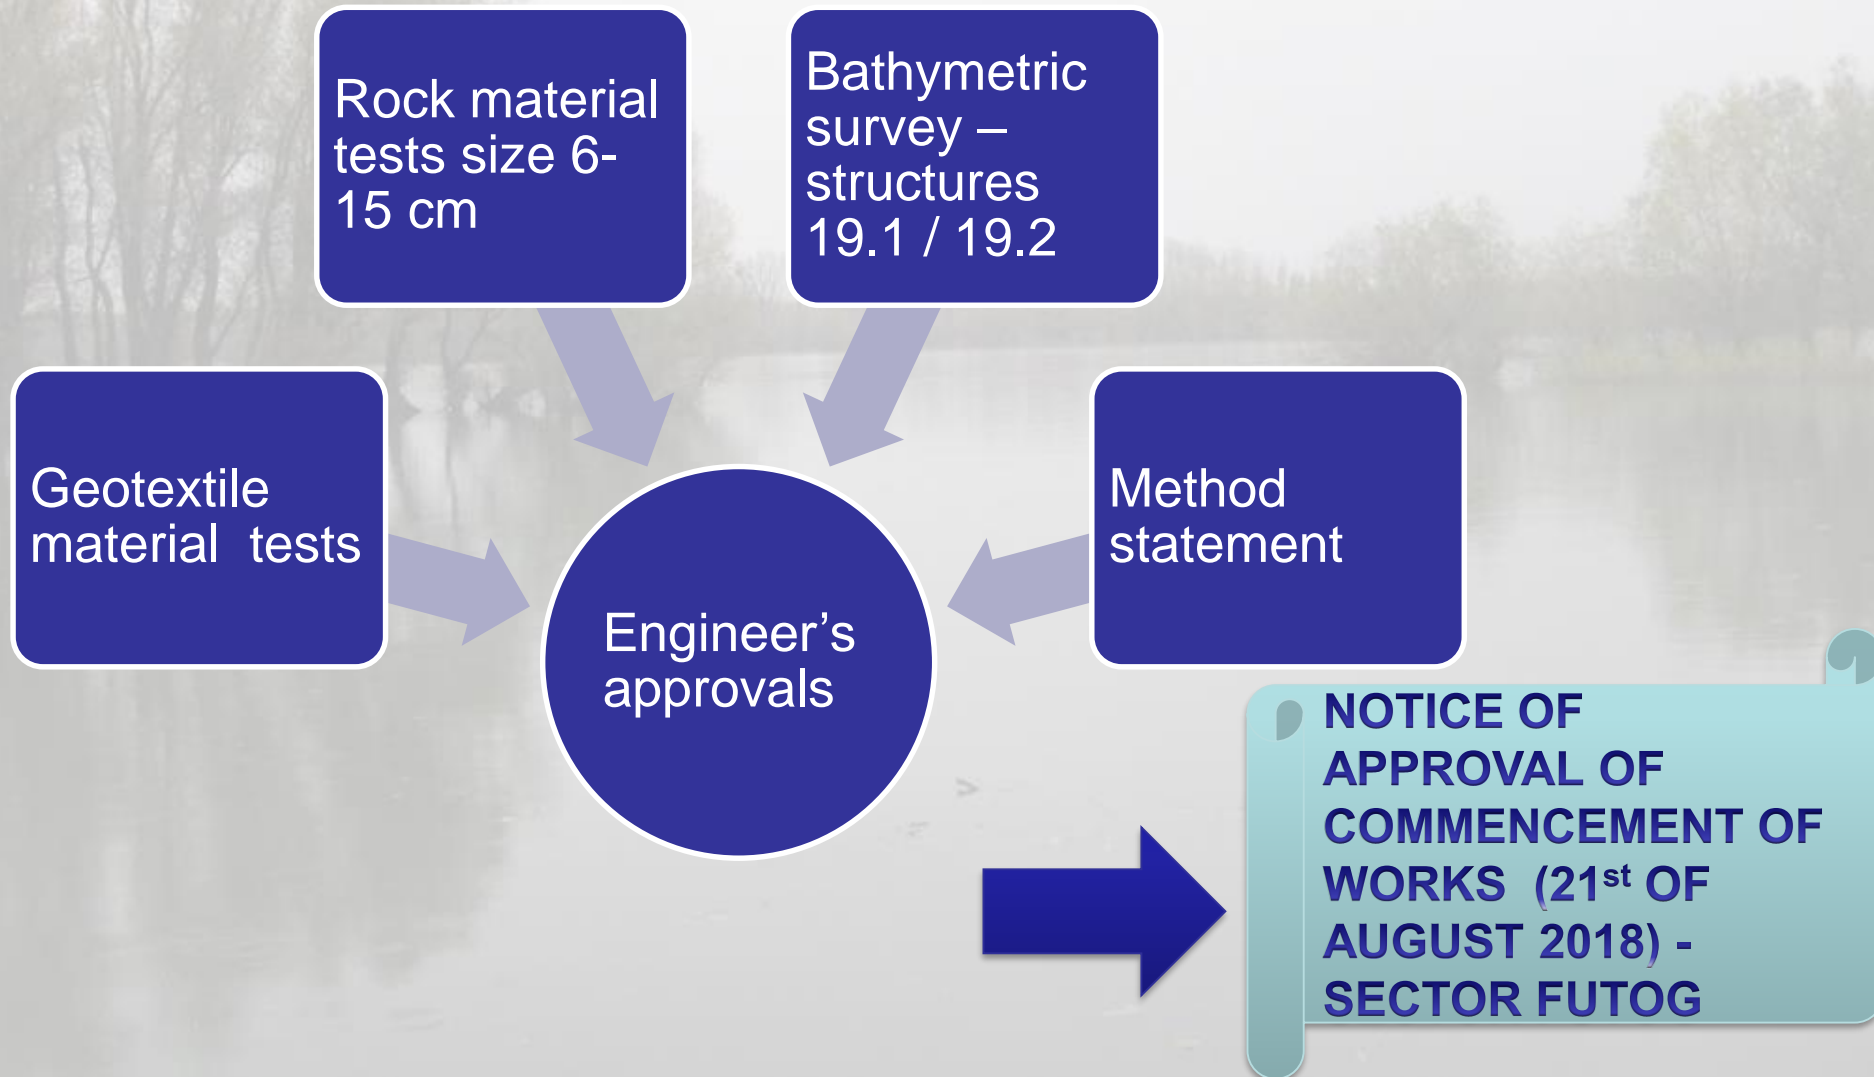 Rock material
tests size 6-
15 cm
Bathymetric
survey –
structures
19.1 / 19.2
Geotextile
material  tests
Method
statement
Engineer’s
approvals
NOTICE OF
APPROVAL OF
COMMENCEMENT OF
WORKS  (21st OF
AUGUST 2018) -
SECTOR FUTOG